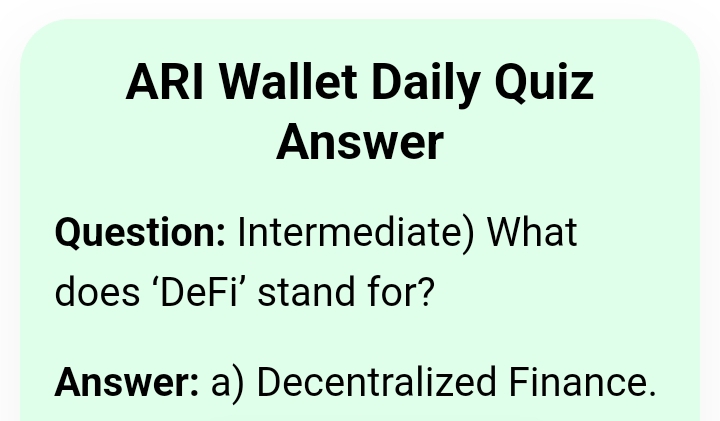 ARI Wallet Daily Quiz
Answer
Question: Intermediate) What
does ‘DeFi’ stand for?
Answer: a) Decentralized Finance.